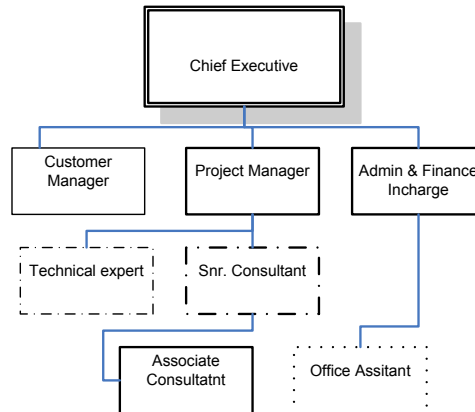 Chief Executive
Customer
Manager
Project Manager
Admin & Finance
Incharge
Technical expert
Snr. Consultant
Associate
Consultatnt
Office Assitant